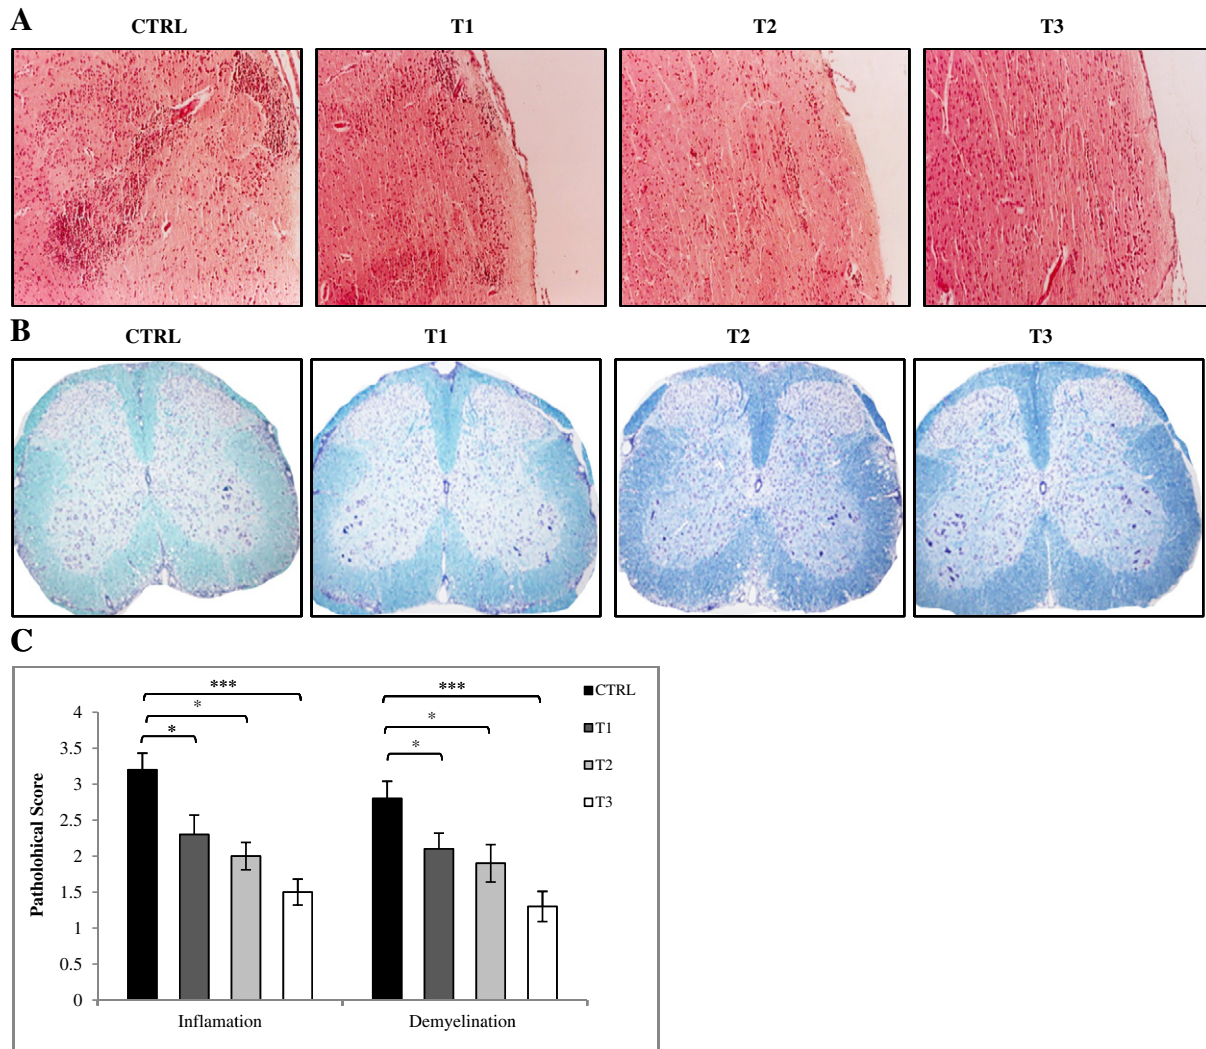 A
CTRL T1 T2 T3
B
CTRL T1 T2 T3
C
*** ***
* *
* *
CTRL
T1
T2
T3
Patholohical Score
4
3.5
3
2.5
2
1.5
1
0.5
0
Inflamation Demyelination